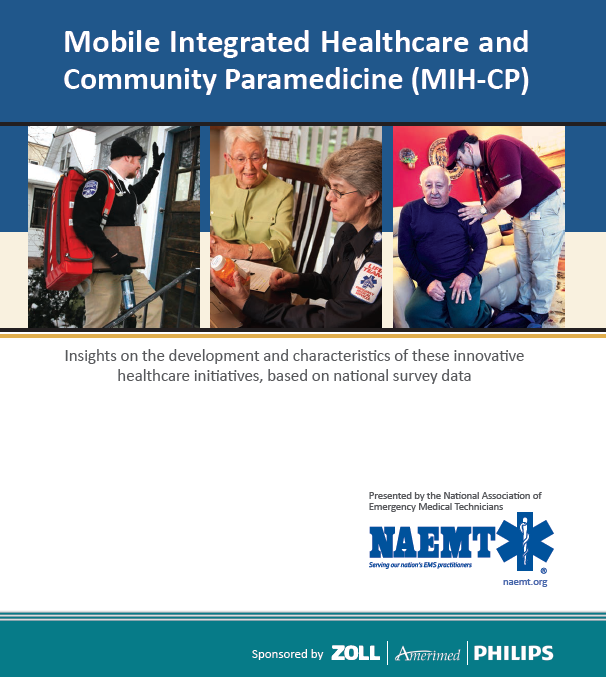 Mobile Integrated Healthcare and
Community Paramedicine (MIH-CP)
Insights on the development and characteristics of these innovative
healthcare initiatives, based on national survey data
Presented by the National Association of
Emergency Medical Technicians
NAEMT
Serving our nation's EMS practitioners
®
naemt.org
Sponsored by ZOLL Amerimed PHILIPS